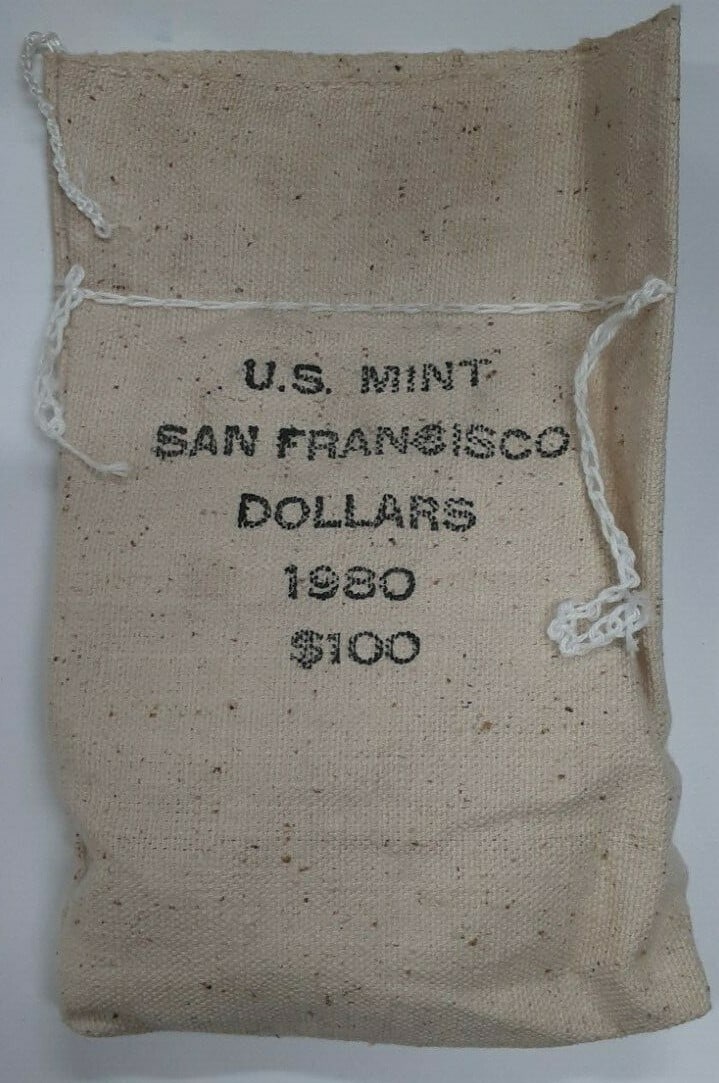 U.S. MINT
SAN FRANCISCO
DOLLARS
1980
$100